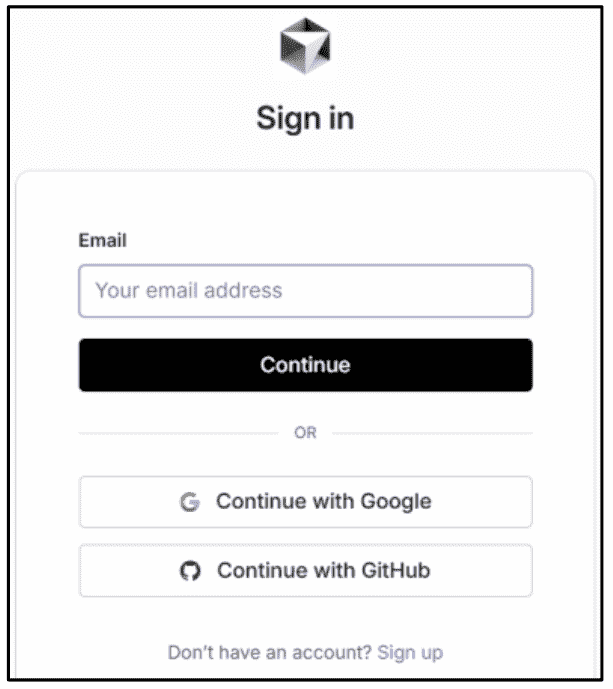 Sign in
Email
Your email address
Continue
OR
Continue with Google
Continue with GitHub
Don't have an account? Sign up